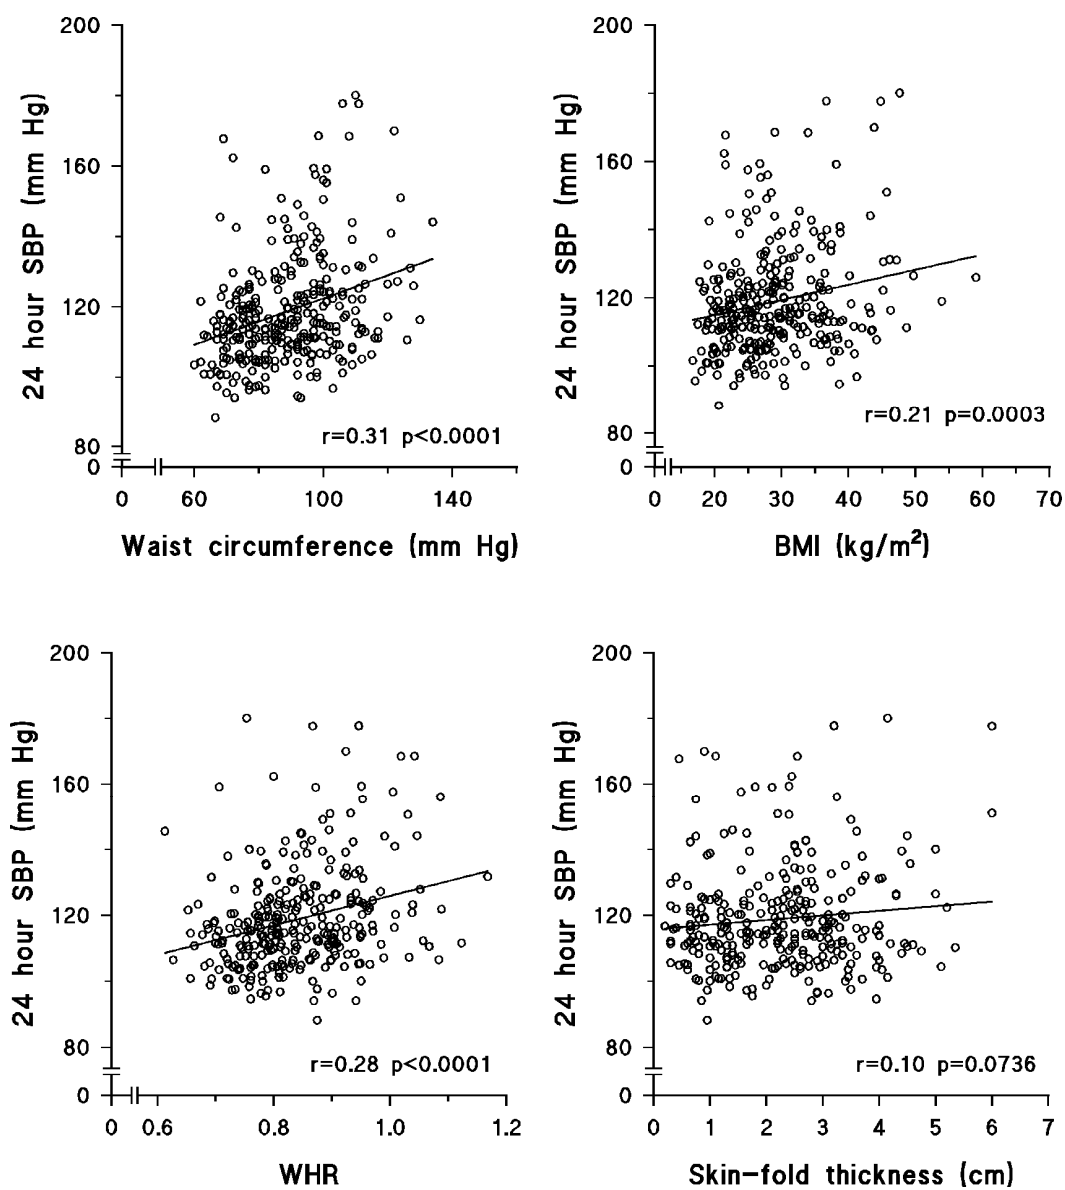 200
160
120
80
0
24 hour SBP (mm Hg)
r=0.31 p<0.0001
0 60 100 140
Waist circumference (mm Hg)
200
160
120
80
0
24 hour SBP (mm Hg)
r=0.21 p=0.0003
0 20 30 40 50 60 70
BMI (kg/m²)
200
160
120
80
0
24 hour SBP (mm Hg)
r=0.28 p<0.0001
0 0.6 0.8 1.0 1.2
WHR
200
160
120
80
0
24 hour SBP (mm Hg)
r=0.10 p=0.0736
0 1 2 3 4 5 6 7
Skin-fold thickness (cm)